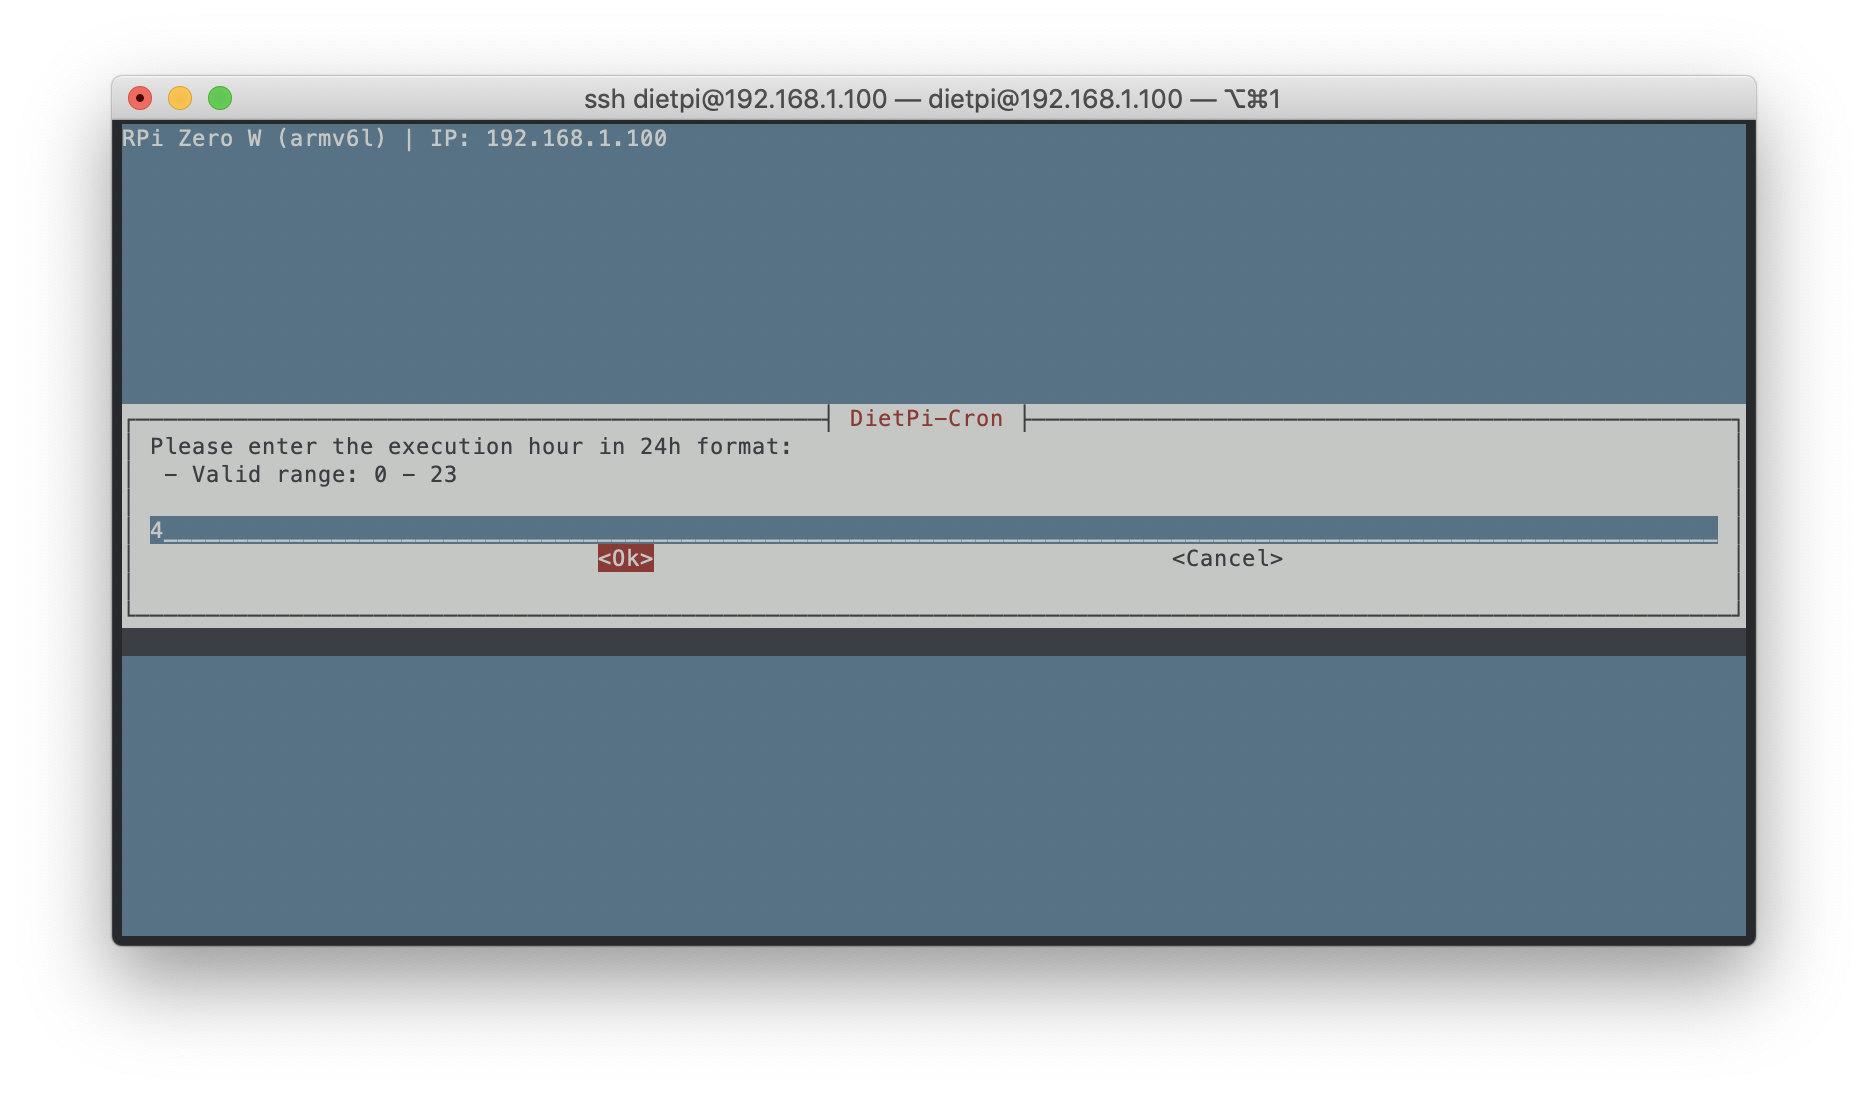 ssh dietpi@192.168.1.100 — dietpi@192.168.1.100 — ⌥⌘1
RPi Zero W (armv6l) | IP: 192.168.1.100
DietPi-Cron
Please enter the execution hour in 24h format:
- Valid range: 0 - 23
4
<Ok> <Cancel>